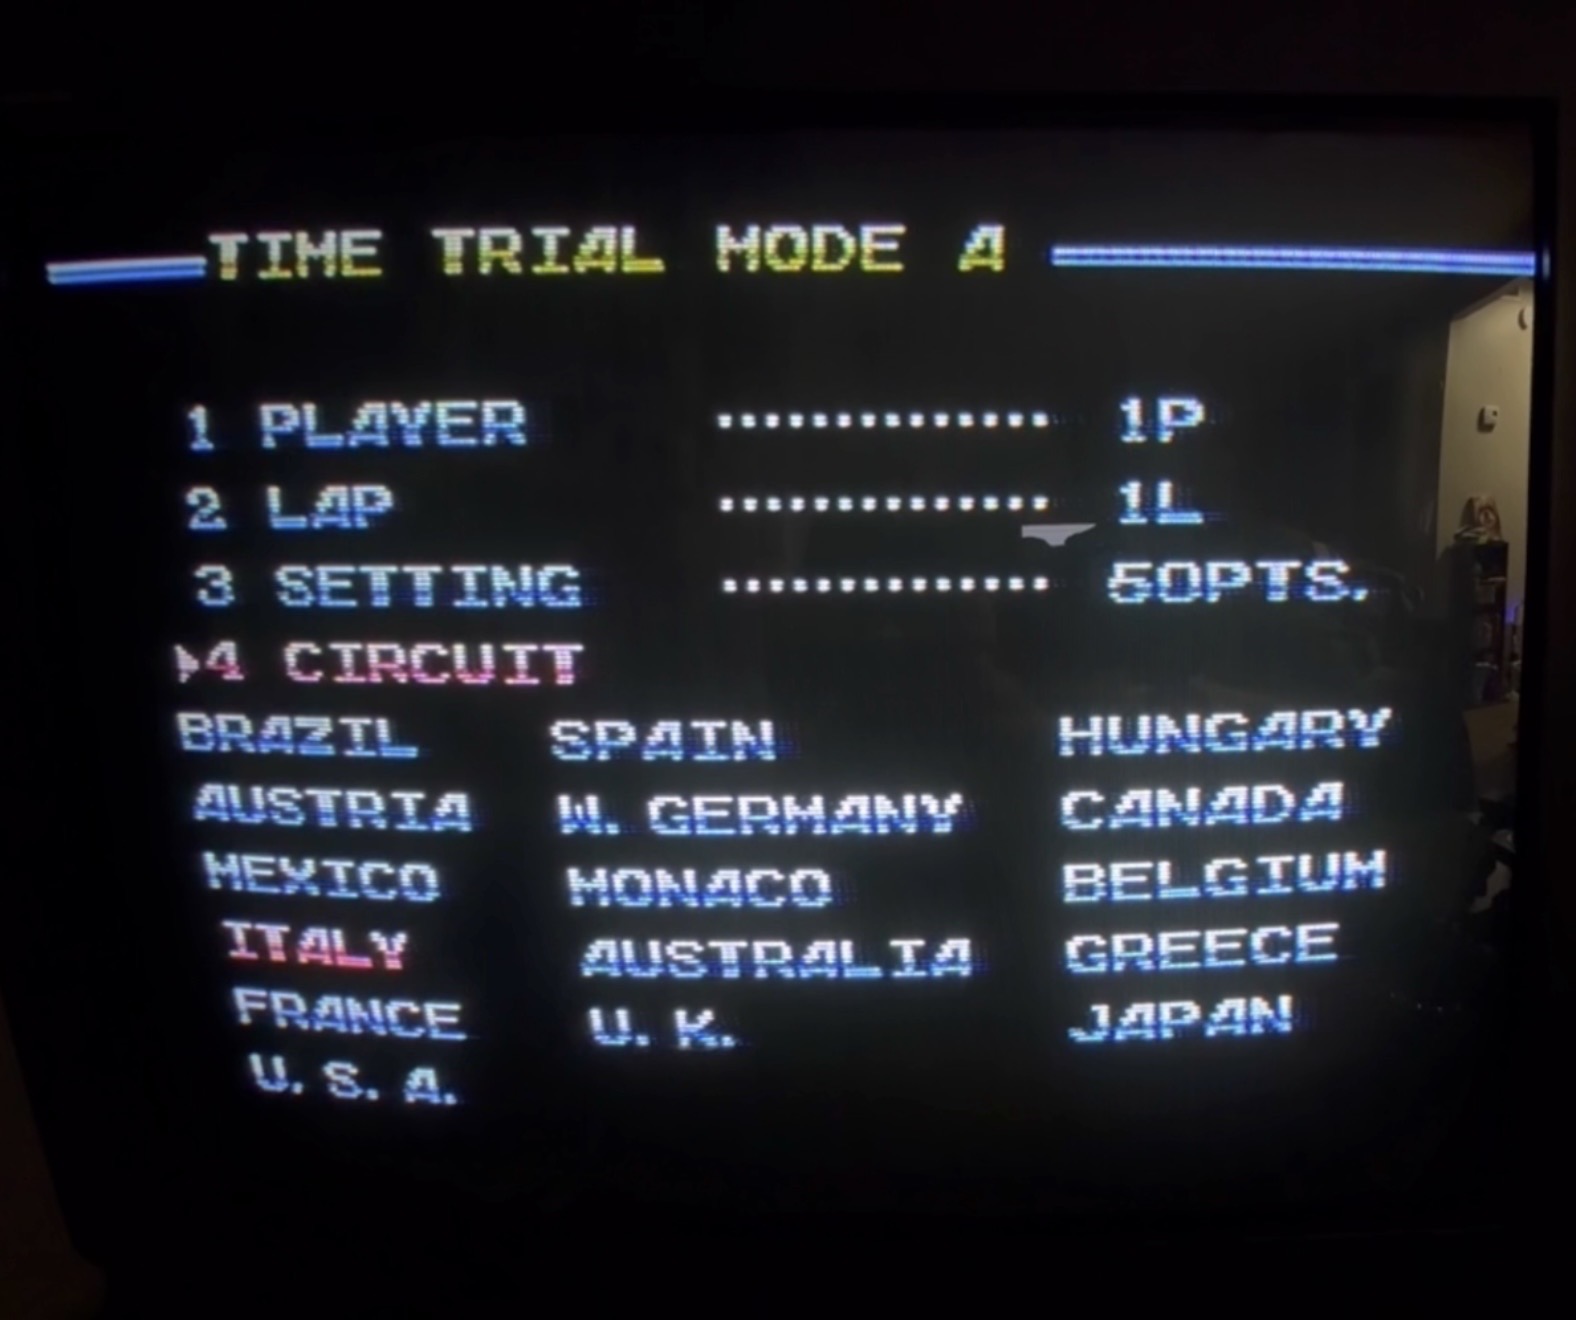 TIME TRIAL MODE A
1 PLAYER .............. 1P
2 LAP .............. 1L
3 SETTING .............. 50PTS.
▶4 CIRCUIT
BRAZIL SPAIN HUNGARY
AUSTRIA W. GERMANY CANADA
MEXICO MONACO BELGIUM
ITALY AUSTRALIA GREECE
FRANCE U. K. JAPAN
U. S. A.